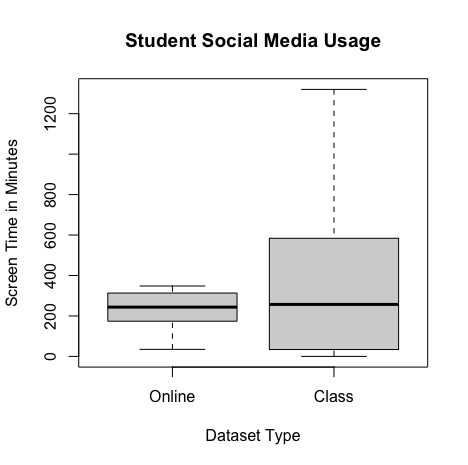 Student Social Media Usage
Screen Time in Minutes
1200
800
600
400
200
0
Online
Class
Dataset Type